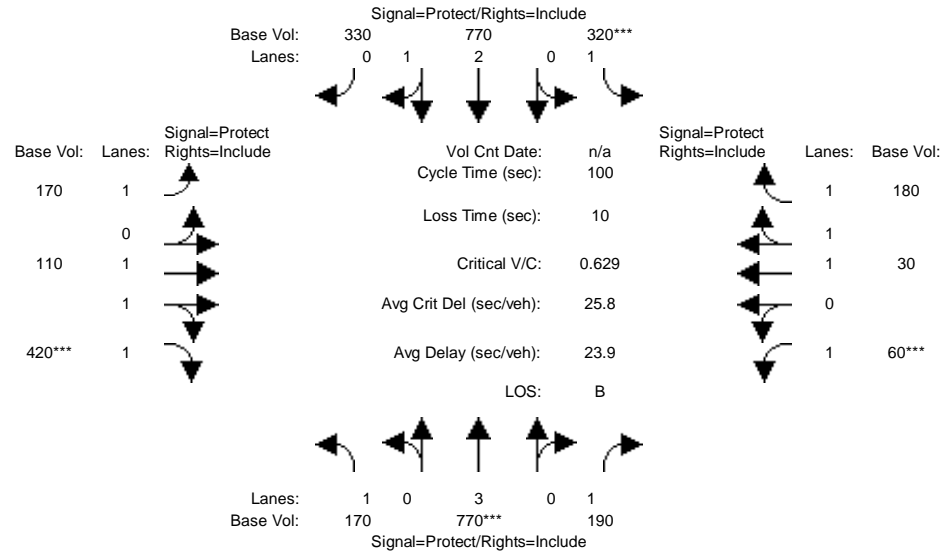 Signal=Protect/Rights=Include
Base Vol: 330 770 320***
Lanes: 0 1 2 0 1
Signal=Protect Signal=Protect
Base Vol: Lanes: Rights=Include Vol Cnt Date: n/a Rights=Include Lanes: Base Vol:
Cycle Time (sec): 100
170 1 1 180
Loss Time (sec): 10
0 1
110 1 Critical V/C: 0.629 1 30
1 Avg Crit Del (sec/veh): 25.8 0
420*** 1 Avg Delay (sec/veh): 23.9 1 60***
LOS: B
Lanes: 1 0 3 0 1
Base Vol: 170 770*** 190
Signal=Protect/Rights=Include